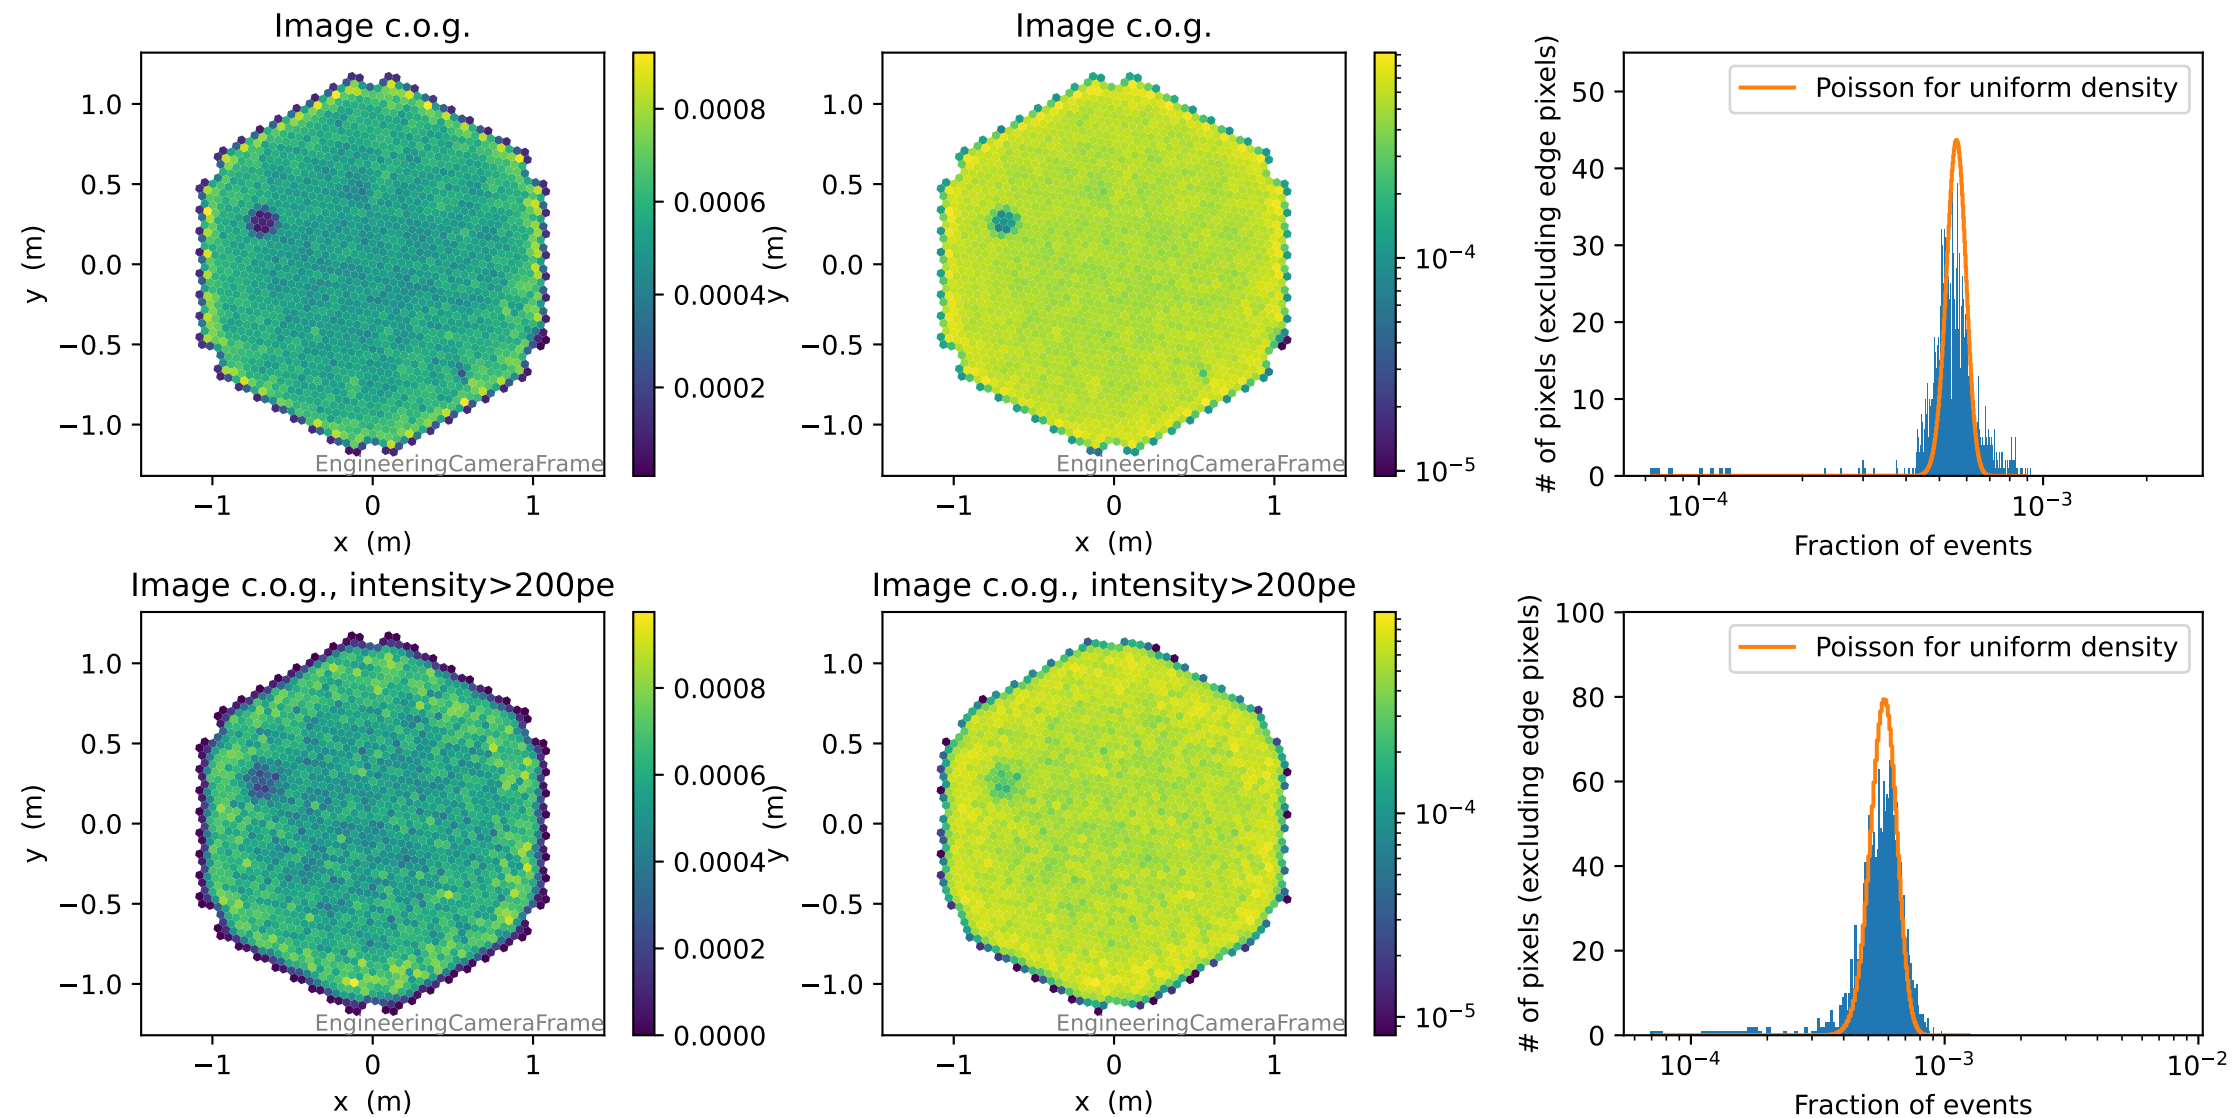 Image c.o.g.
1.0
0.5
0.0
−0.5
−1.0
y (m)
−1
0
1
x (m)
EngineeringCameraFrame
0.0008
0.0006
0.0004
0.0002
Image c.o.g.
1.0
0.5
0.0
−0.5
−1.0
y (m)
−1
0
1
x (m)
EngineeringCameraFrame
10⁻⁴
10⁻⁵
# of pixels (excluding edge pixels)
50
40
30
20
10
0
Poisson for uniform density
10⁻⁴
10⁻³
Fraction of events
Image c.o.g., intensity>200pe
1.0
0.5
0.0
−0.5
−1.0
y (m)
−1
0
1
x (m)
EngineeringCameraFrame
0.0008
0.0006
0.0004
0.0002
0.0000
Image c.o.g., intensity>200pe
1.0
0.5
0.0
−0.5
−1.0
y (m)
−1
0
1
x (m)
EngineeringCameraFrame
10⁻⁴
10⁻⁵
# of pixels (excluding edge pixels)
100
80
60
40
20
0
Poisson for uniform density
10⁻⁴
10⁻³
10⁻²
Fraction of events